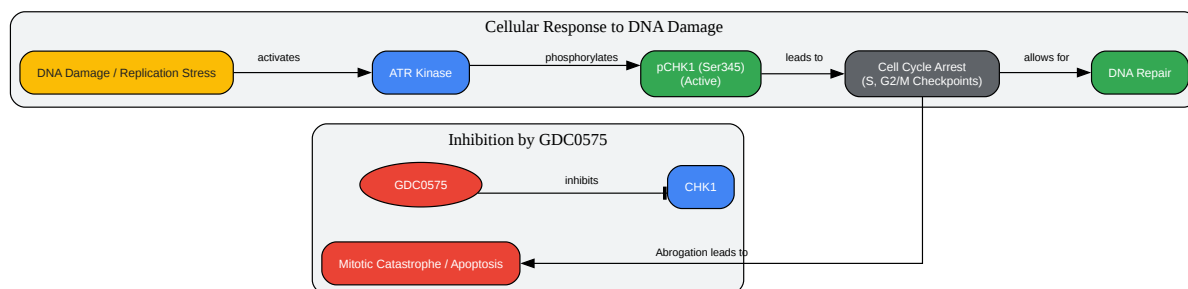 Cellular Response to DNA Damage
DNA Damage / Replication Stress
activates
ATR Kinase
phosphorylates
pCHK1 (Ser345)
(Active)
leads to
Cell Cycle Arrest
(S, G2/M Checkpoints)
allows for
DNA Repair
Inhibition by GDC0575
GDC0575
inhibits
CHK1
Mitotic Catastrophe / Apoptosis
Abrogation leads to